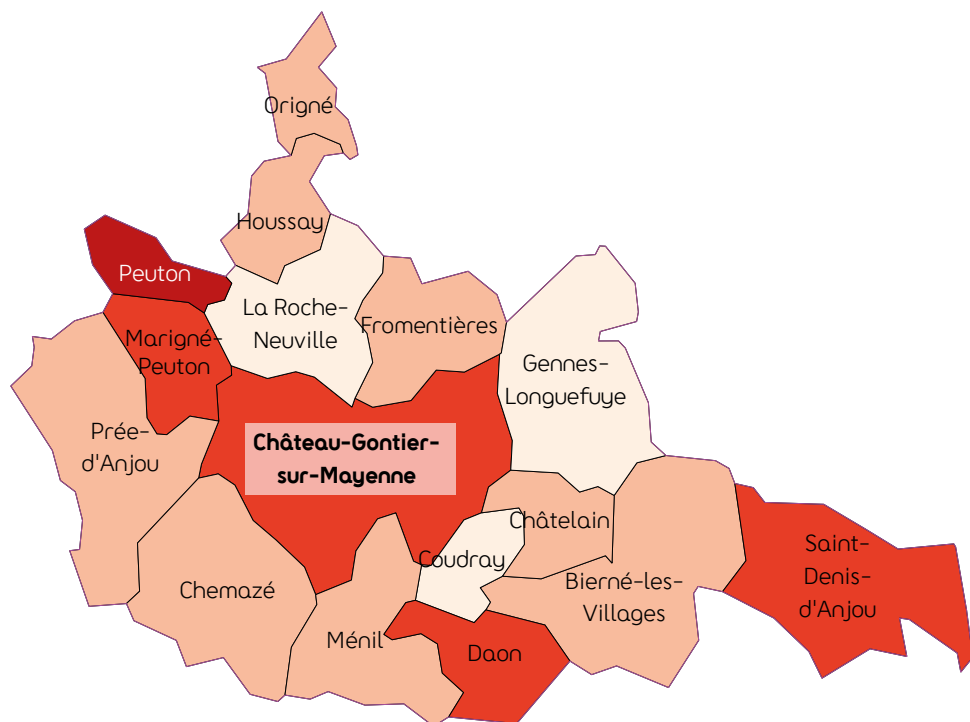 Origné
Houssay
Peuton
La Roche-
Neuville
Fromentières
Marigné-
Peuton
Gennes-
Longuefuye
Prée-
d'Anjou
Château-Gontier-
sur-Mayenne
Châtelain
Coudray
Saint-
Denis-
d'Anjou
Chemazé
Bierné-les-
Villages
Ménil
Daon